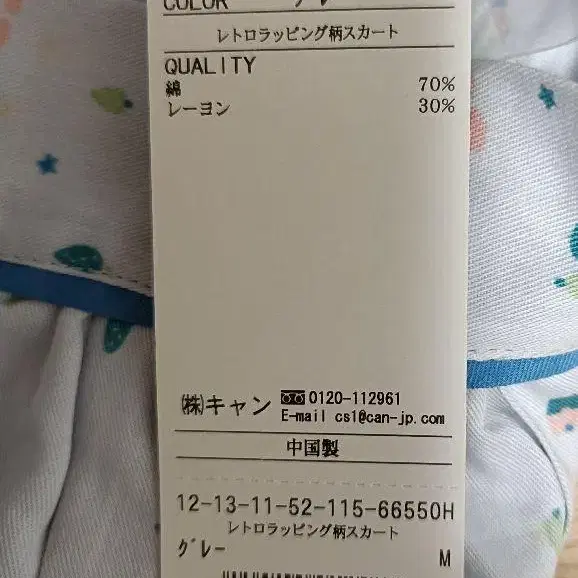 COLOR グレー
レトロラッピング柄スカート
QUALITY
綿 70%
レーヨン 30%
㈱キャン 0120-112961
E-mail cs1@can-jp.com
中国製
12-13-11-52-115-66550H
レトロラッピング柄スカート
グレー M